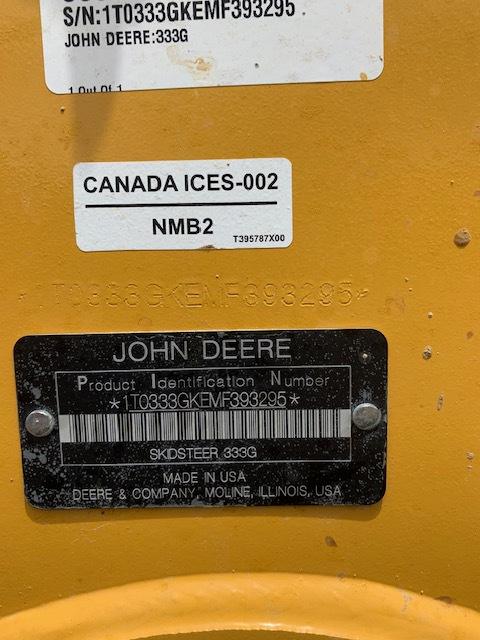 S/N:1T0333GKEMF393295
JOHN DEERE:333G
1 Out Of 1
CANADA ICES-002
NMB2
T395787X00
*1T0333GKEMF393295*
JOHN DEERE
Product Identification Number
*1T0333GKEMF393295*
SKIDSTEER 333G
MADE IN USA
DEERE & COMPANY, MOLINE, ILLINOIS, USA